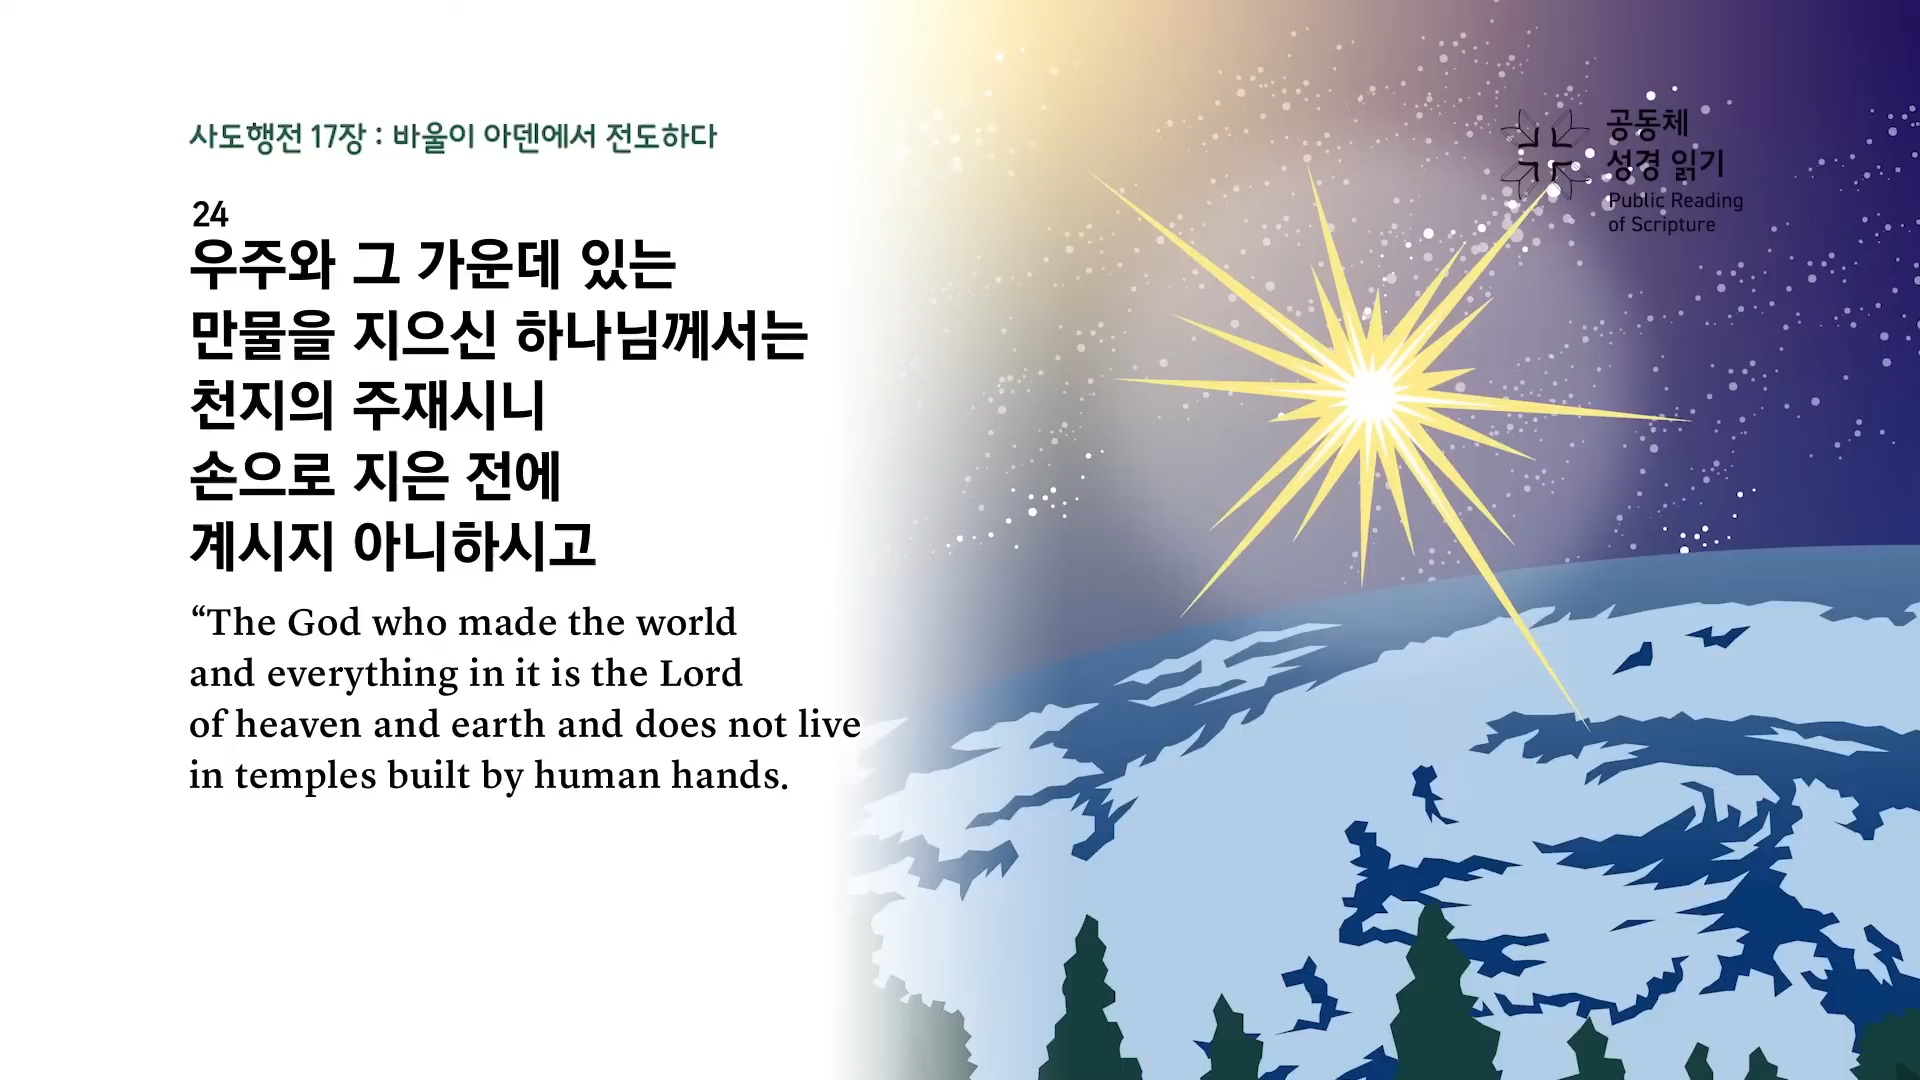 사도행전 17장 : 바울이 아덴에서 전도하다
24
우주와 그 가운데 있는
만물을 지으신 하나님께서는
천지의 주재시니
손으로 지은 전에
계시지 아니하시고
“The God who made the world
and everything in it is the Lord
of heaven and earth and does not live
in temples built by human hands.
공동체
성경 읽기
Public Reading
of Scripture